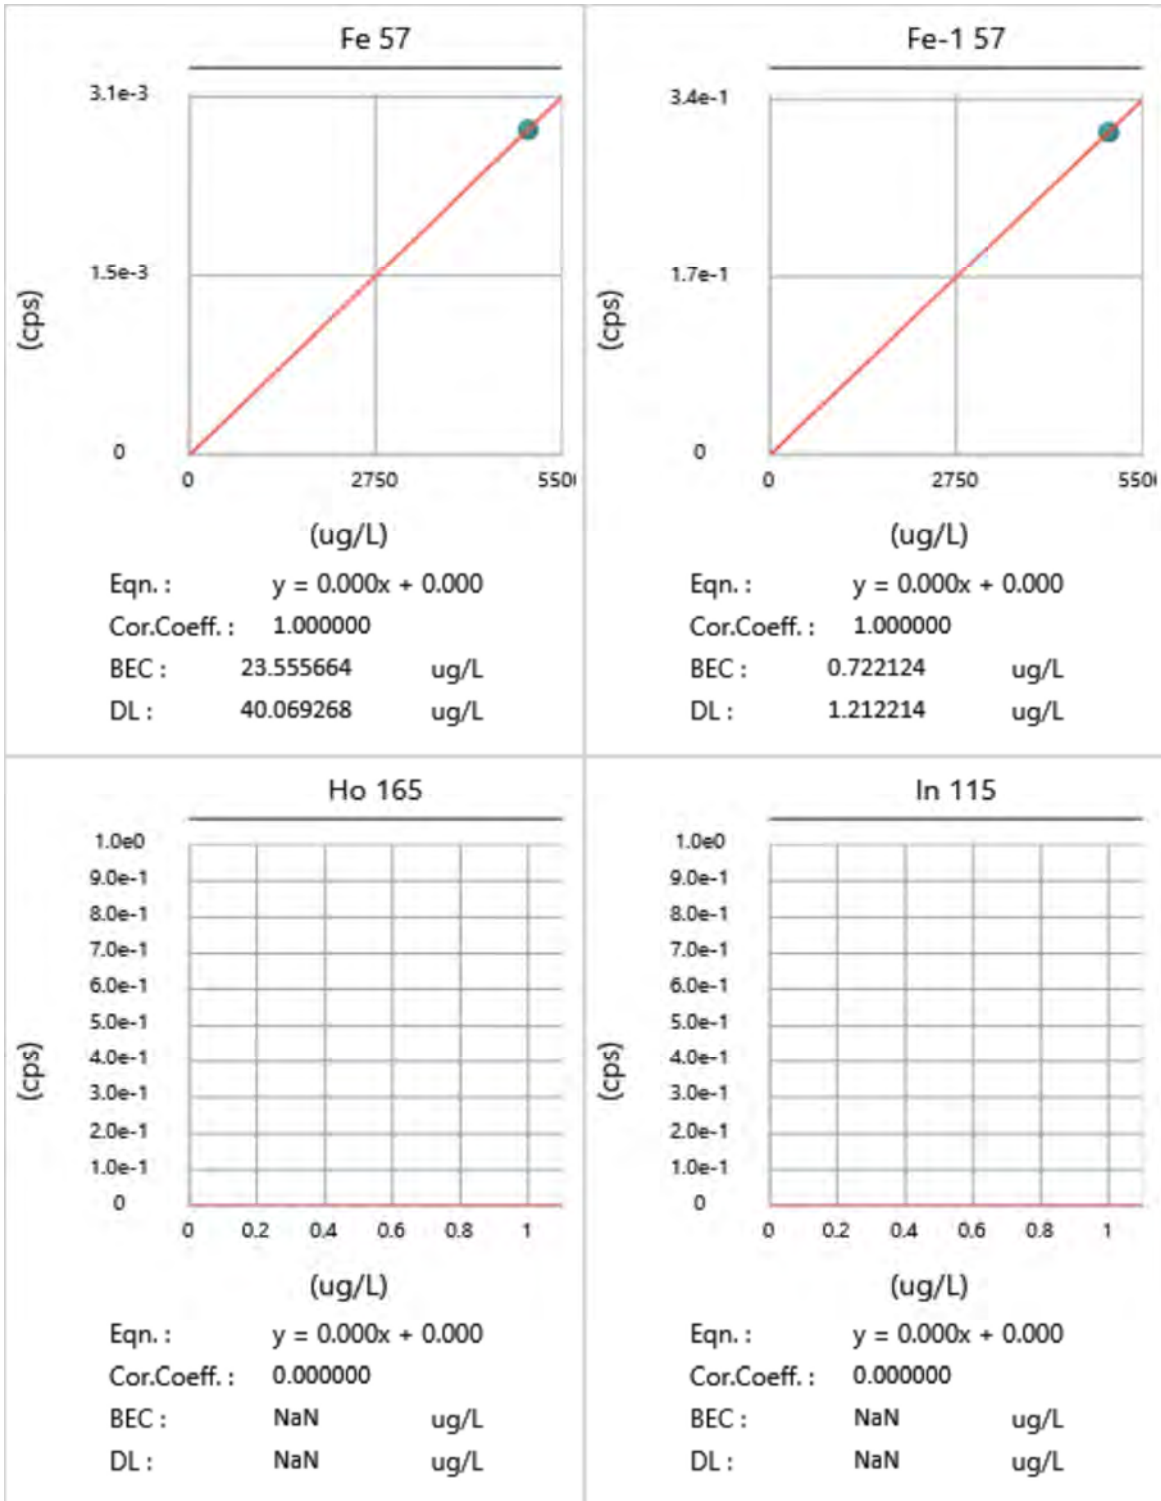 Fe 57
3.1e-3
1.5e-3
0
(cps)
0 2750 550
(ug/L)
Eqn. : y = 0.000x + 0.000
Cor.Coeff. : 1.000000
BEC : 23.555664 ug/L
DL : 40.069268 ug/L
Fe-1 57
3.4e-1
1.7e-1
0
(cps)
0 2750 550
(ug/L)
Eqn. : y = 0.000x + 0.000
Cor.Coeff. : 1.000000
BEC : 0.722124 ug/L
DL : 1.212214 ug/L
Ho 165
1.0e0
9.0e-1
8.0e-1
7.0e-1
6.0e-1
5.0e-1
4.0e-1
3.0e-1
2.0e-1
1.0e-1
0
(cps)
0 0.2 0.4 0.6 0.8 1
(ug/L)
Eqn. : y = 0.000x + 0.000
Cor.Coeff. : 0.000000
BEC : NaN ug/L
DL : NaN ug/L
In 115
1.0e0
9.0e-1
8.0e-1
7.0e-1
6.0e-1
5.0e-1
4.0e-1
3.0e-1
2.0e-1
1.0e-1
0
(cps)
0 0.2 0.4 0.6 0.8 1
(ug/L)
Eqn. : y = 0.000x + 0.000
Cor.Coeff. : 0.000000
BEC : NaN ug/L
DL : NaN ug/L